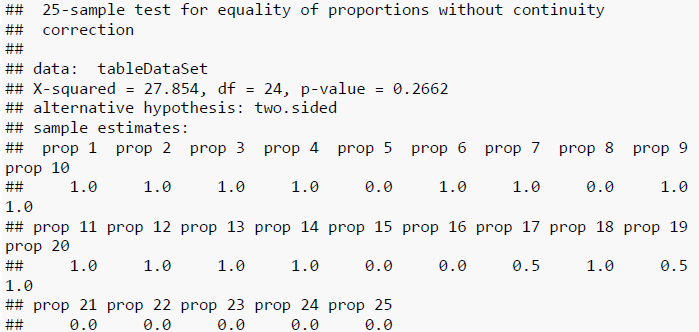 ##  25-sample test for equality of proportions without continuity
##  correction
##
## data:  tableDataSet
## X-squared = 27.854, df = 24, p-value = 0.2662
## alternative hypothesis: two.sided
## sample estimates:
##  prop 1  prop 2  prop 3  prop 4  prop 5  prop 6  prop 7  prop 8  prop 9
prop 10
##     1.0     1.0     1.0     1.0     0.0     1.0     1.0     0.0     1.0
1.0
## prop 11 prop 12 prop 13 prop 14 prop 15 prop 16 prop 17 prop 18 prop 19
prop 20
##     1.0     1.0     1.0     1.0     0.0     0.0     0.5     1.0     0.5
1.0
## prop 21 prop 22 prop 23 prop 24 prop 25
##     0.0     0.0     0.0     0.0     0.0